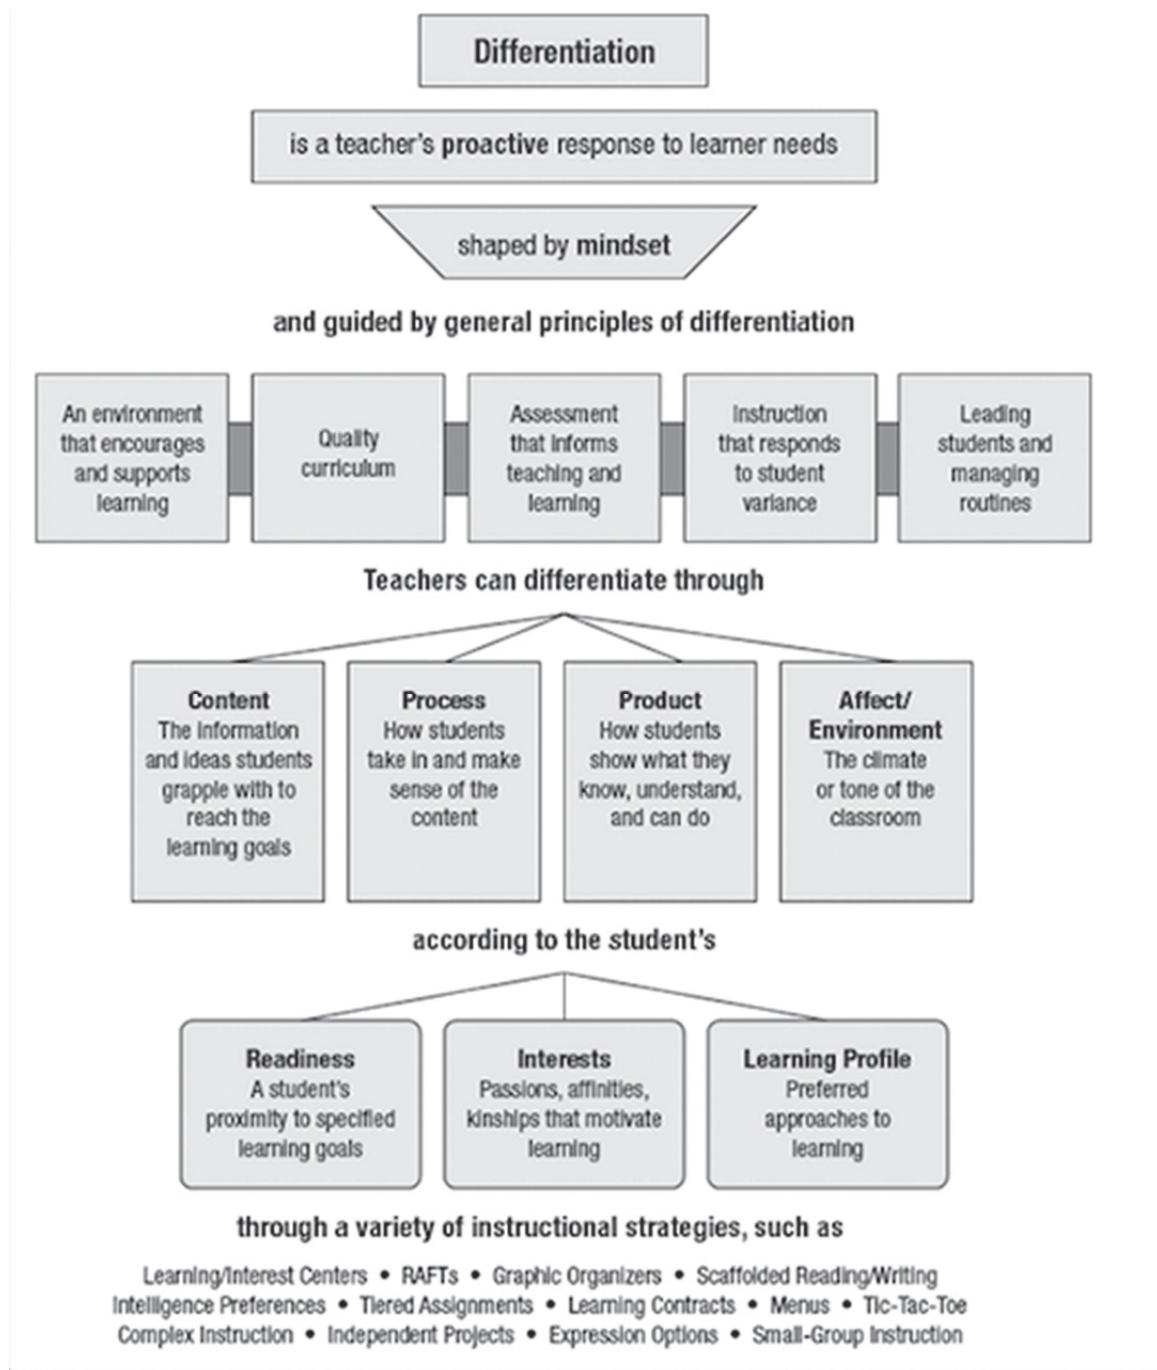 Differentiation
is a teacher's proactive response to learner needs
shaped by mindset
and guided by general principles of differentiation
An environment
that encourages
and supports
learning
Quality
curriculum
Assessment
that informs
teaching and
learning
Instruction
that responds
to student
variance
Leading
students and
managing
routines
Teachers can differentiate through
Content
The information
and ideas students
grapple with to
reach the
learning goals
Process
How students
take in and make
sense of the
content
Product
How students
show what they
know, understand,
and can do
Affect/
Environment
The climate
or tone of the
classroom
according to the student's
Readiness
A student's
proximity to specified
learning goals
Interests
Passions, affinities,
kinships that motivate
learning
Learning Profile
Preferred
approaches to
learning
through a variety of instructional strategies, such as
Learning/Interest Centers • RAFTs • Graphic Organizers • Scaffolded Reading/Writing
Intelligence Preferences • Tiered Assignments • Learning Contracts • Menus • Tic-Tac-Toe
Complex Instruction • Independent Projects • Expression Options • Small-Group Instruction